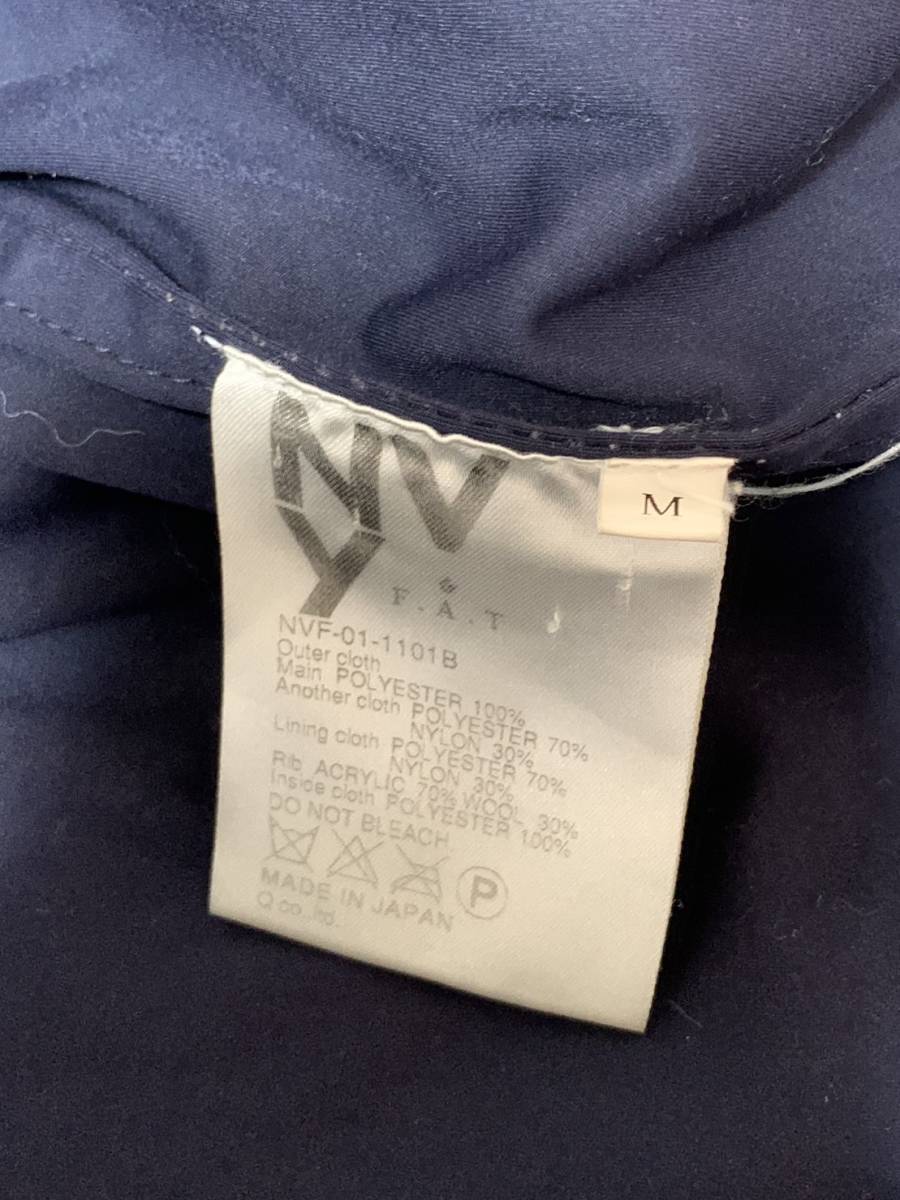 NVY
&
F.A.T
M
NVF-01-1101B
Outer cloth
Main POLYESTER 100%
Another cloth POLYESTER 70%
NYLON 30%
Lining cloth POLYESTER 70%
NYLON 30%
Rib ACRYLIC 70% WOOL 30%
Inside cloth POLYESTER 100%
DO NOT BLEACH
P
MADE IN JAPAN
Q co.,ltd.